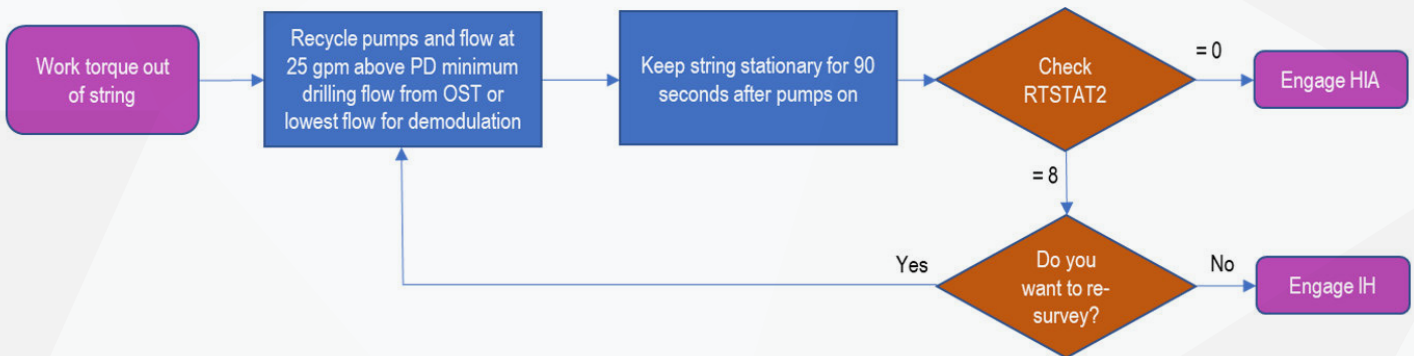 Work torque out
of string
Recycle pumps and flow at
25 gpm above PD minimum
drilling flow from OST or
lowest flow for demodulation
Keep string stationary for 90
seconds after pumps on
Check
RTSTAT2
= 0
Engage HIA
= 8
Do you
want to re-
survey?
Yes
No
Engage IH